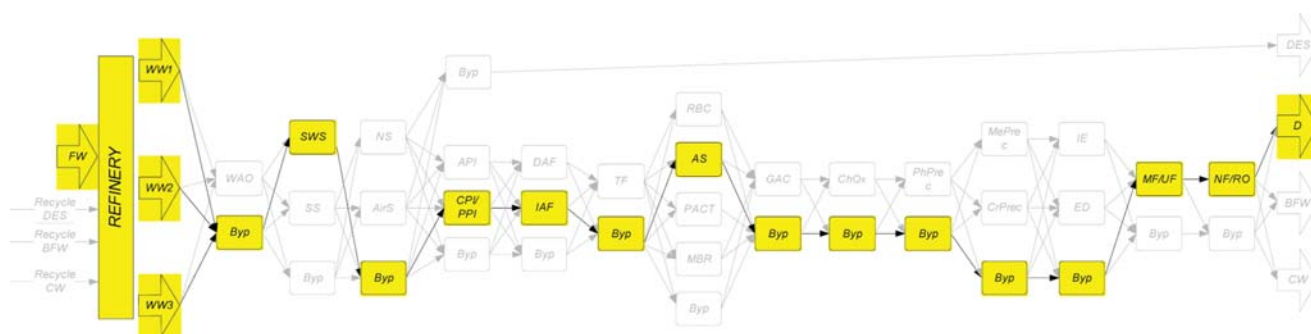 FW
Recycle
DES
Recycle
BFW
Recycle
CW
REFINERY
WW1
WW2
WW3
WAO
Byp
SWS
SS
Byp
NS
AirS
Byp
Byp
API
CPI/
PPI
Byp
DAF
IAF
Byp
TF
Byp
RBC
AS
PACT
MBR
Byp
GAC
Byp
ChOx
Byp
PhPre
c
Byp
MePre
c
CrPrec
Byp
IE
ED
Byp
MF/UF
Byp
NF/RO
Byp
DES
D
BFW
CW